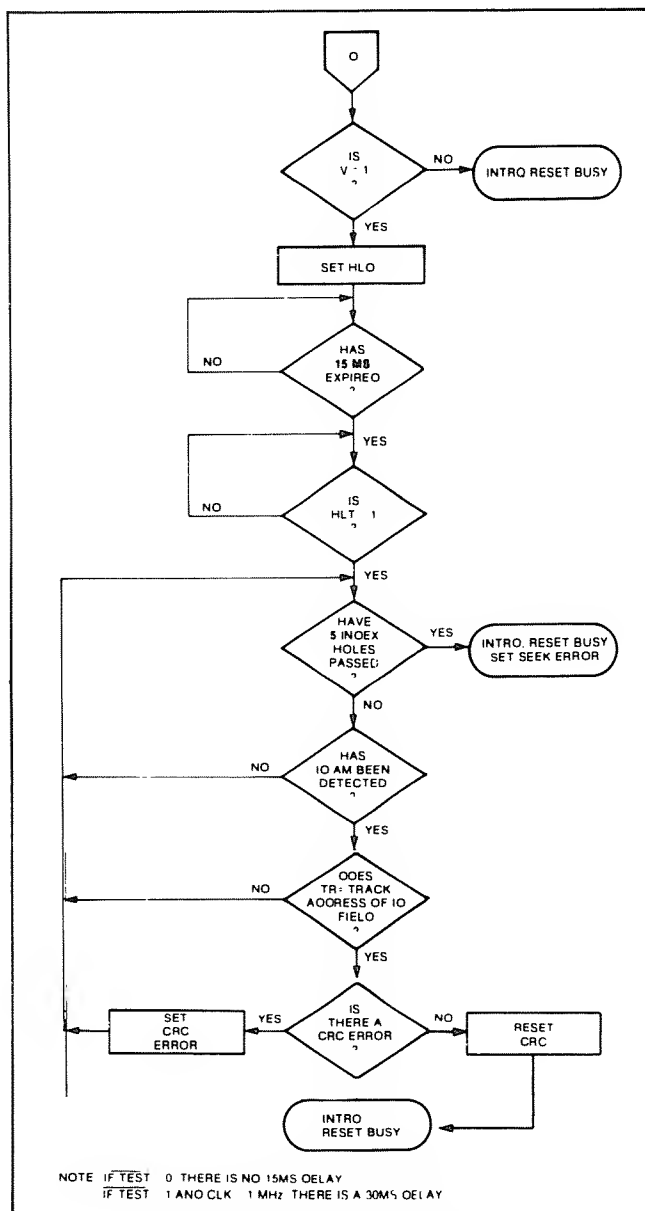 O
IS
V = 1
?
NO
INTRQ RESET BUSY
YES
SET HLO
HAS
15 MS
EXPIREO
?
NO
YES
IS
HLT = 1
?
NO
YES
HAVE
5 INOEX
HOLES
PASSED
?
YES
INTRO, RESET BUSY
SET SEEK ERROR
NO
HAS
IO AM BEEN
DETECTED
?
NO
YES
OOES
TR= TRACK
AOORESS OF IO
FIELO
?
NO
YES
IS
THERE A
CRC ERROR
?
YES
SET
CRC
ERROR
NO
RESET
CRC
INTRO
RESET BUSY
NOTE IF TEST 0 THERE IS NO 15MS OELAY
IF TEST 1 ANO CLK 1 MHz THERE IS A 30MS OELAY